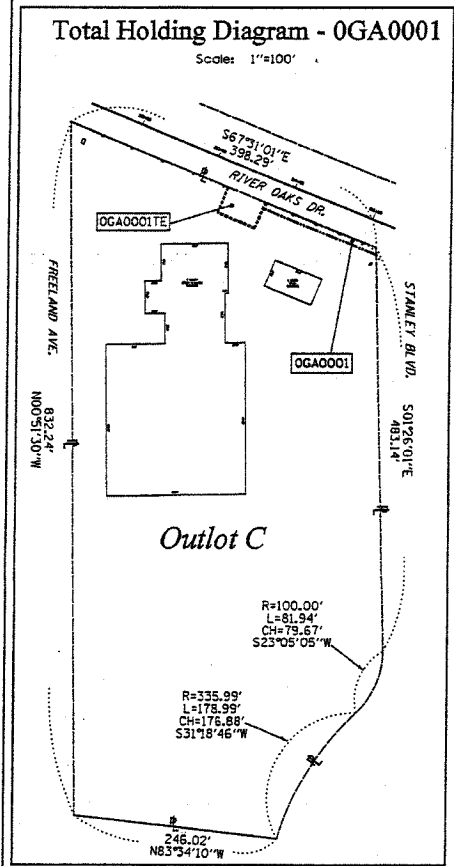 Total Holding Diagram - 0GA0001
Scale: 1"=100'
S67°31'01"E
398.29'
RIVER OAKS DR.
0GA0001TE
0GA0001
FREELAND AVE.
832.24'
N00°51'30"W
STANLEY BLVD.
S01°26'01"E
483.14'
Outlot C
R=100.00'
L=81.94'
CH=79.67'
S23°05'05"W
R=335.99'
L=178.99'
CH=176.88'
S31°18'46"W
246.02'
N83°34'10"W